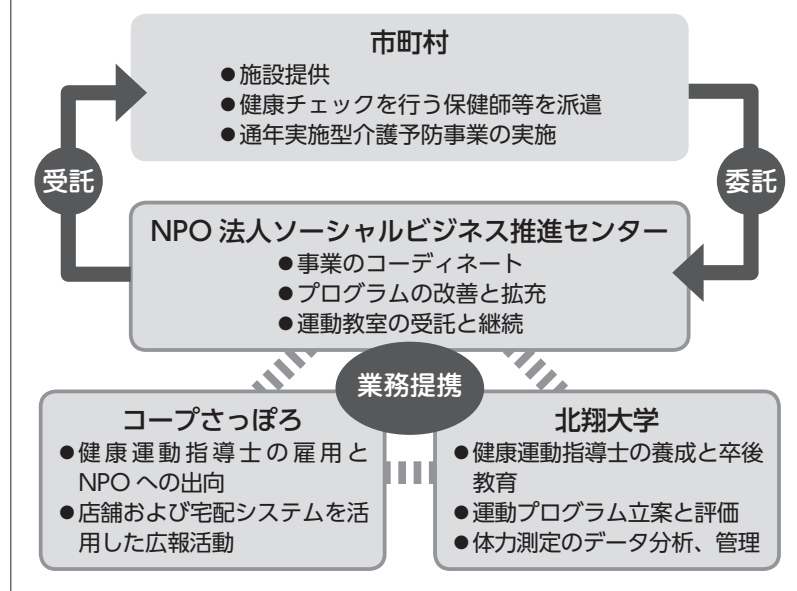 市町村
●施設提供
●健康チェックを行う保健師等を派遣
●通年実施型介護予防事業の実施
受託
委託
NPO 法人ソーシャルビジネス推進センター
●事業のコーディネート
●プログラムの改善と拡充
●運動教室の受託と継続
業務提携
コープさっぽろ
●健康運動指導士の雇用と
NPO への出向
●店舗および宅配システムを活
用した広報活動
北翔大学
●健康運動指導士の養成と卒後
教育
●運動プログラム立案と評価
●体力測定のデータ分析、管理